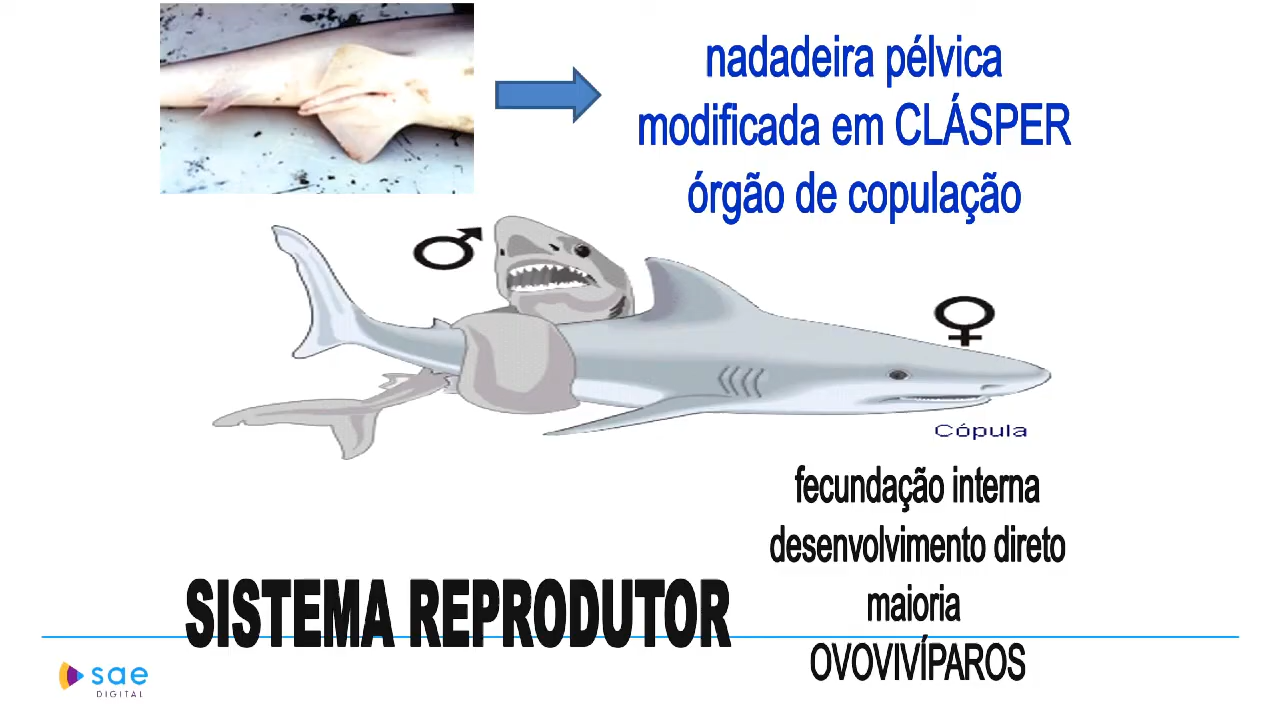 nadadeira pélvica
modificada em CLÁSPER
órgão de copulação
Cópula
fecundação interna
desenvolvimento direto
maioria
OVOVIVÍPAROS
SISTEMA REPRODUTOR
sae
DIGITAL